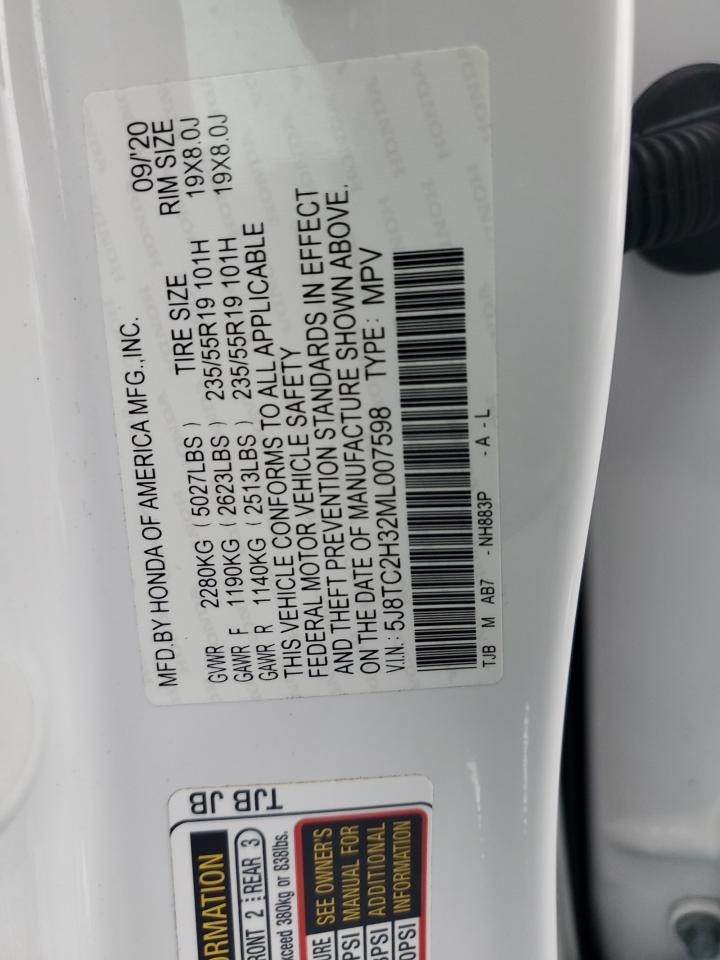 MFD.BY HONDA OF AMERICA MFG.,INC. 09/'20
GVWR 2280KG (5027LBS) TIRE SIZE RIM SIZE
GAWR F 1190KG (2623LBS) 235/55R19 101H 19X8.0J
GAWR R 1140KG (2513LBS) 235/55R19 101H 19X8.0J
THIS VEHICLE CONFORMS TO ALL APPLICABLE
FEDERAL MOTOR VEHICLE SAFETY
AND THEFT PREVENTION STANDARDS IN EFFECT
ON THE DATE OF MANUFACTURE SHOWN ABOVE.
V.I.N.: 5J8TC2H32ML007598 TYPE: MPV
TJB M AB7 -NH883P -A-L
TJB
JB
FRONT 2 REAR 3
exceed 380kg or 838lbs.
SEE OWNER'S
MANUAL FOR
ADDITIONAL
INFORMATION
PSI
PSI